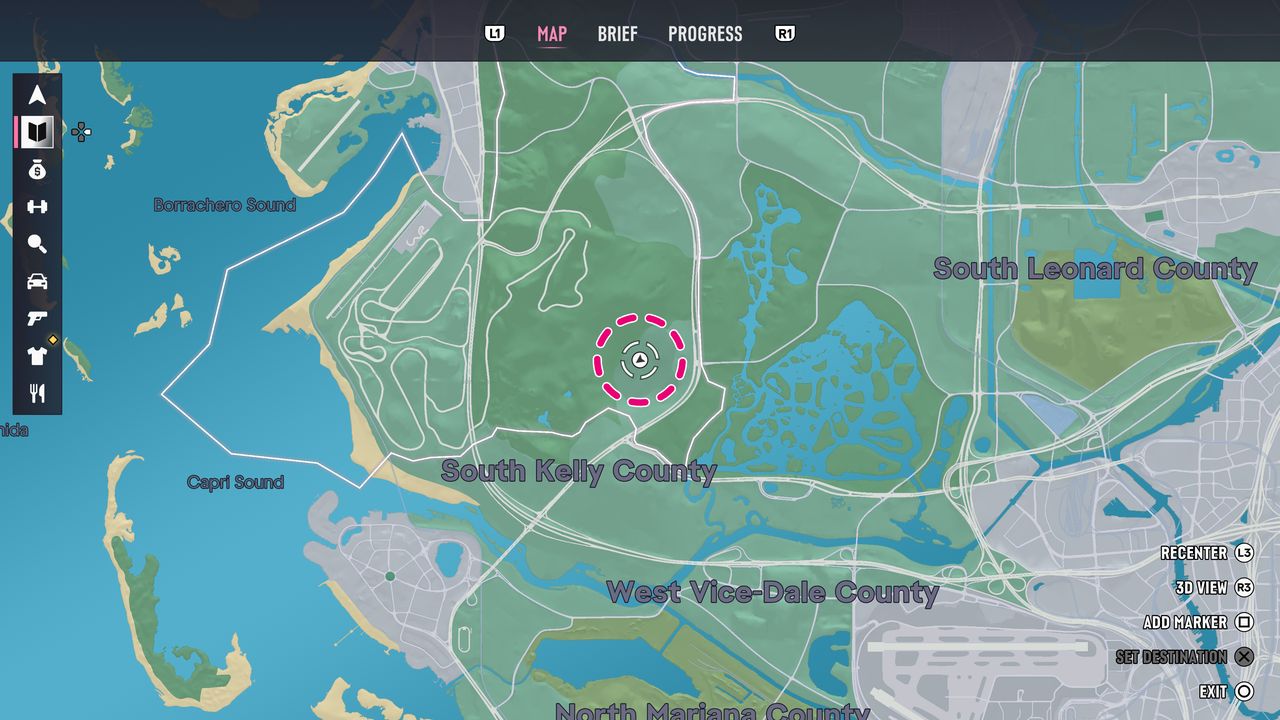 L1 MAP BRIEF PROGRESS R1
Borrachero Sound
South Leonard County
nida
South Kelly County
Capri Sound
RECENTER L3
3D VIEW R3
West Vice-Dale County
ADD MARKER
SET DESTINATION
EXIT
North Mariana County